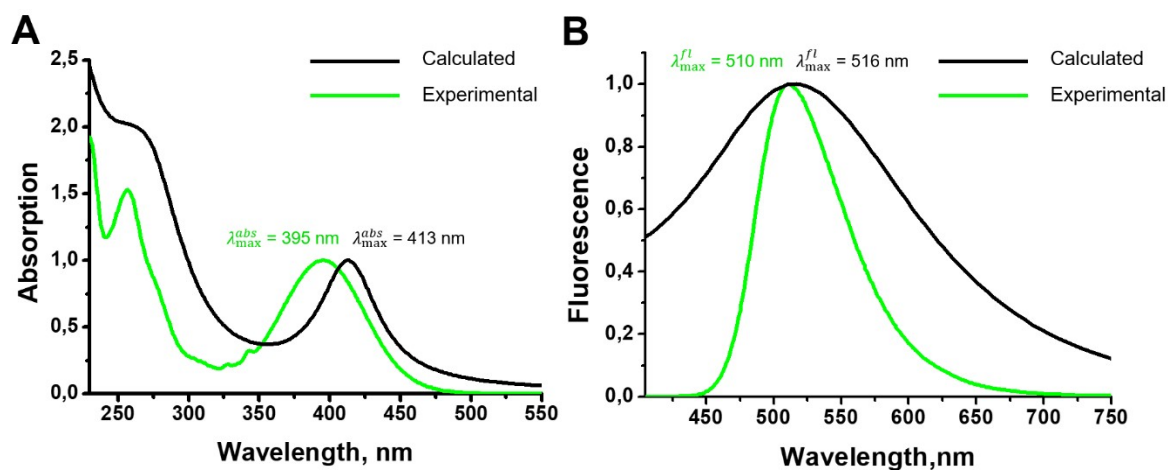 A
Calculated
Experimental
2,5
2,0
1,5
1,0
0,5
0,0
Absorption
λ_max^abs = 395 nm λ_max^abs = 413 nm
250 300 350 400 450 500 550
Wavelength, nm
B
λ_max^fl = 510 nm λ_max^fl = 516 nm
Calculated
Experimental
1,0
0,8
0,6
0,4
0,2
0,0
Fluorescence
450 500 550 600 650 700 750
Wavelength,nm